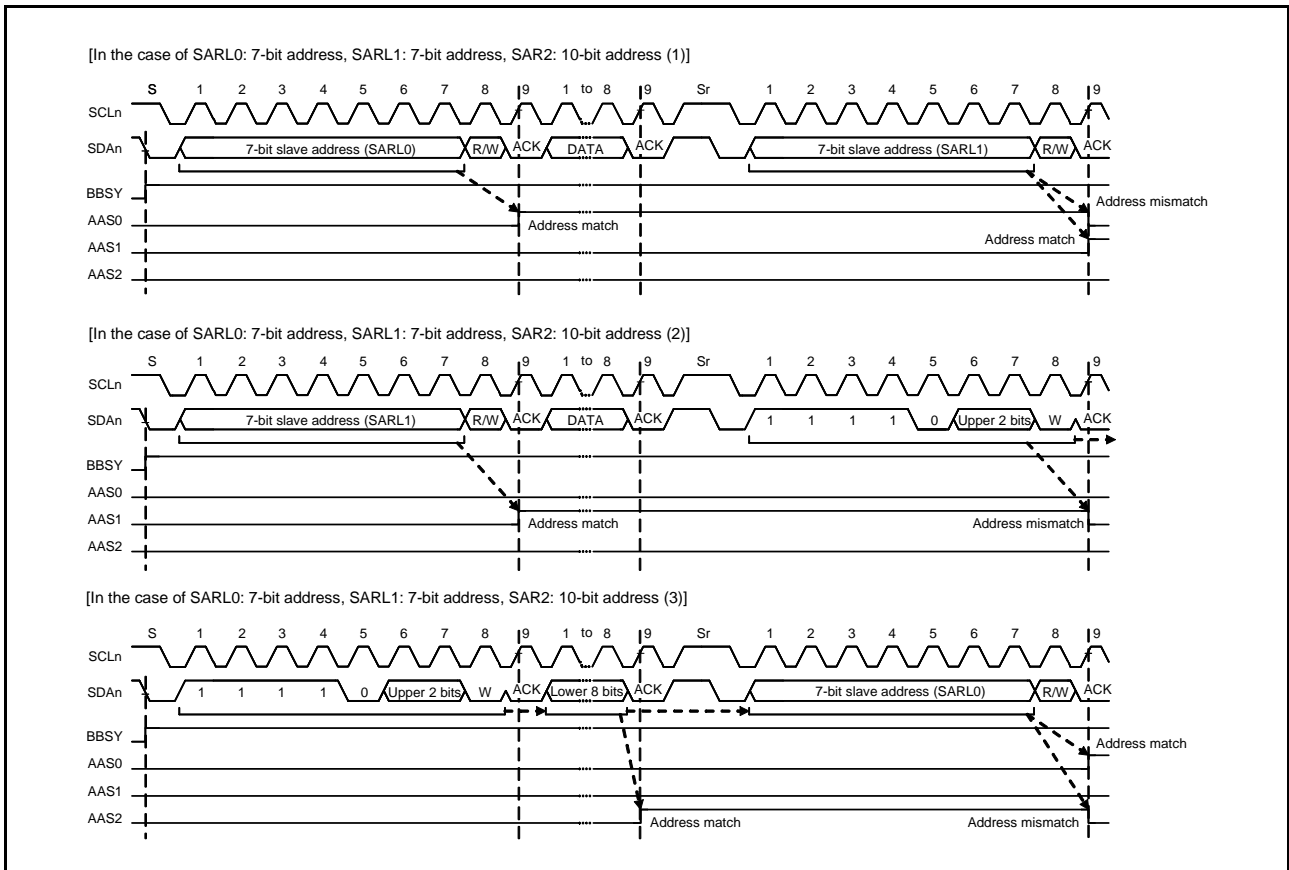 [In the case of SARL0: 7-bit address, SARL1: 7-bit address, SAR2: 10-bit address (1)]
S 1 2 3 4 5 6 7 8 9 1 to 8 9 Sr 1 2 3 4 5 6 7 8 9
SCLn
SDAn 7-bit slave address (SARL0) R/W ACK DATA ACK 7-bit slave address (SARL1) R/W ACK
BBSY
Address mismatch
AAS0
Address match
AAS1
Address match
AAS2
[In the case of SARL0: 7-bit address, SARL1: 7-bit address, SAR2: 10-bit address (2)]
S 1 2 3 4 5 6 7 8 9 1 to 8 9 Sr 1 2 3 4 5 6 7 8 9
SCLn
SDAn 7-bit slave address (SARL1) R/W ACK DATA ACK 1 1 1 1 0 Upper 2 bits W ACK
BBSY
AAS0
AAS1 Address match Address mismatch
AAS2
[In the case of SARL0: 7-bit address, SARL1: 7-bit address, SAR2: 10-bit address (3)]
S 1 2 3 4 5 6 7 8 9 1 to 8 9 Sr 1 2 3 4 5 6 7 8 9
SCLn
SDAn 1 1 1 1 0 Upper 2 bits W ACK Lower 8 bits ACK 7-bit slave address (SARL0) R/W ACK
BBSY
Address match
AAS0
AAS1
AAS2 Address match Address mismatch